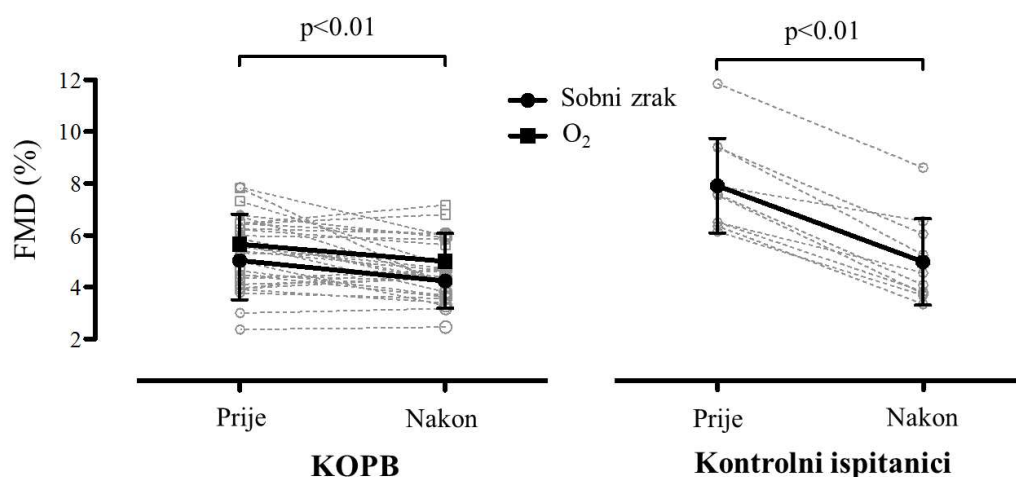 p<0.01
p<0.01
12
10
8
6
4
2
FMD (%)
Sobni zrak
O₂
Prije
Nakon
Prije
Nakon
KOPB
Kontrolni ispitanici